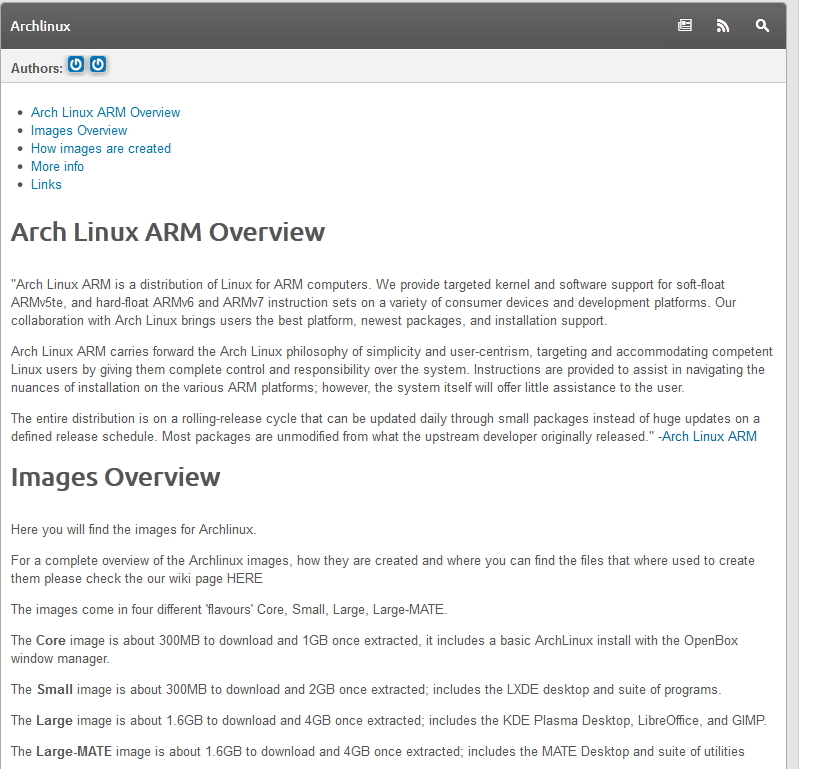 Archlinux
Authors:
Arch Linux ARM Overview
Images Overview
How images are created
More info
Links
Arch Linux ARM Overview
"Arch Linux ARM is a distribution of Linux for ARM computers. We provide targeted kernel and software support for soft-float
ARMv5te, and hard-float ARMv6 and ARMv7 instruction sets on a variety of consumer devices and development platforms. Our
collaboration with Arch Linux brings users the best platform, newest packages, and installation support.
Arch Linux ARM carries forward the Arch Linux philosophy of simplicity and user-centrism, targeting and accommodating competent
Linux users by giving them complete control and responsibility over the system. Instructions are provided to assist in navigating the
nuances of installation on the various ARM platforms; however, the system itself will offer little assistance to the user.
The entire distribution is on a rolling-release cycle that can be updated daily through small packages instead of huge updates on a
defined release schedule. Most packages are unmodified from what the upstream developer originally released." -Arch Linux ARM
Images Overview
Here you will find the images for Archlinux.
For a complete overview of the Archlinux images, how they are created and where you can find the files that where used to create
them please check the our wiki page HERE
The images come in four different 'flavours' Core, Small, Large, Large-MATE.
The Core image is about 300MB to download and 1GB once extracted, it includes a basic ArchLinux install with the OpenBox
window manager.
The Small image is about 300MB to download and 2GB once extracted; includes the LXDE desktop and suite of programs.
The Large image is about 1.6GB to download and 4GB once extracted; includes the KDE Plasma Desktop, LibreOffice, and GIMP.
The Large-MATE image is about 1.6GB to download and 4GB once extracted; includes the MATE Desktop and suite of utilities